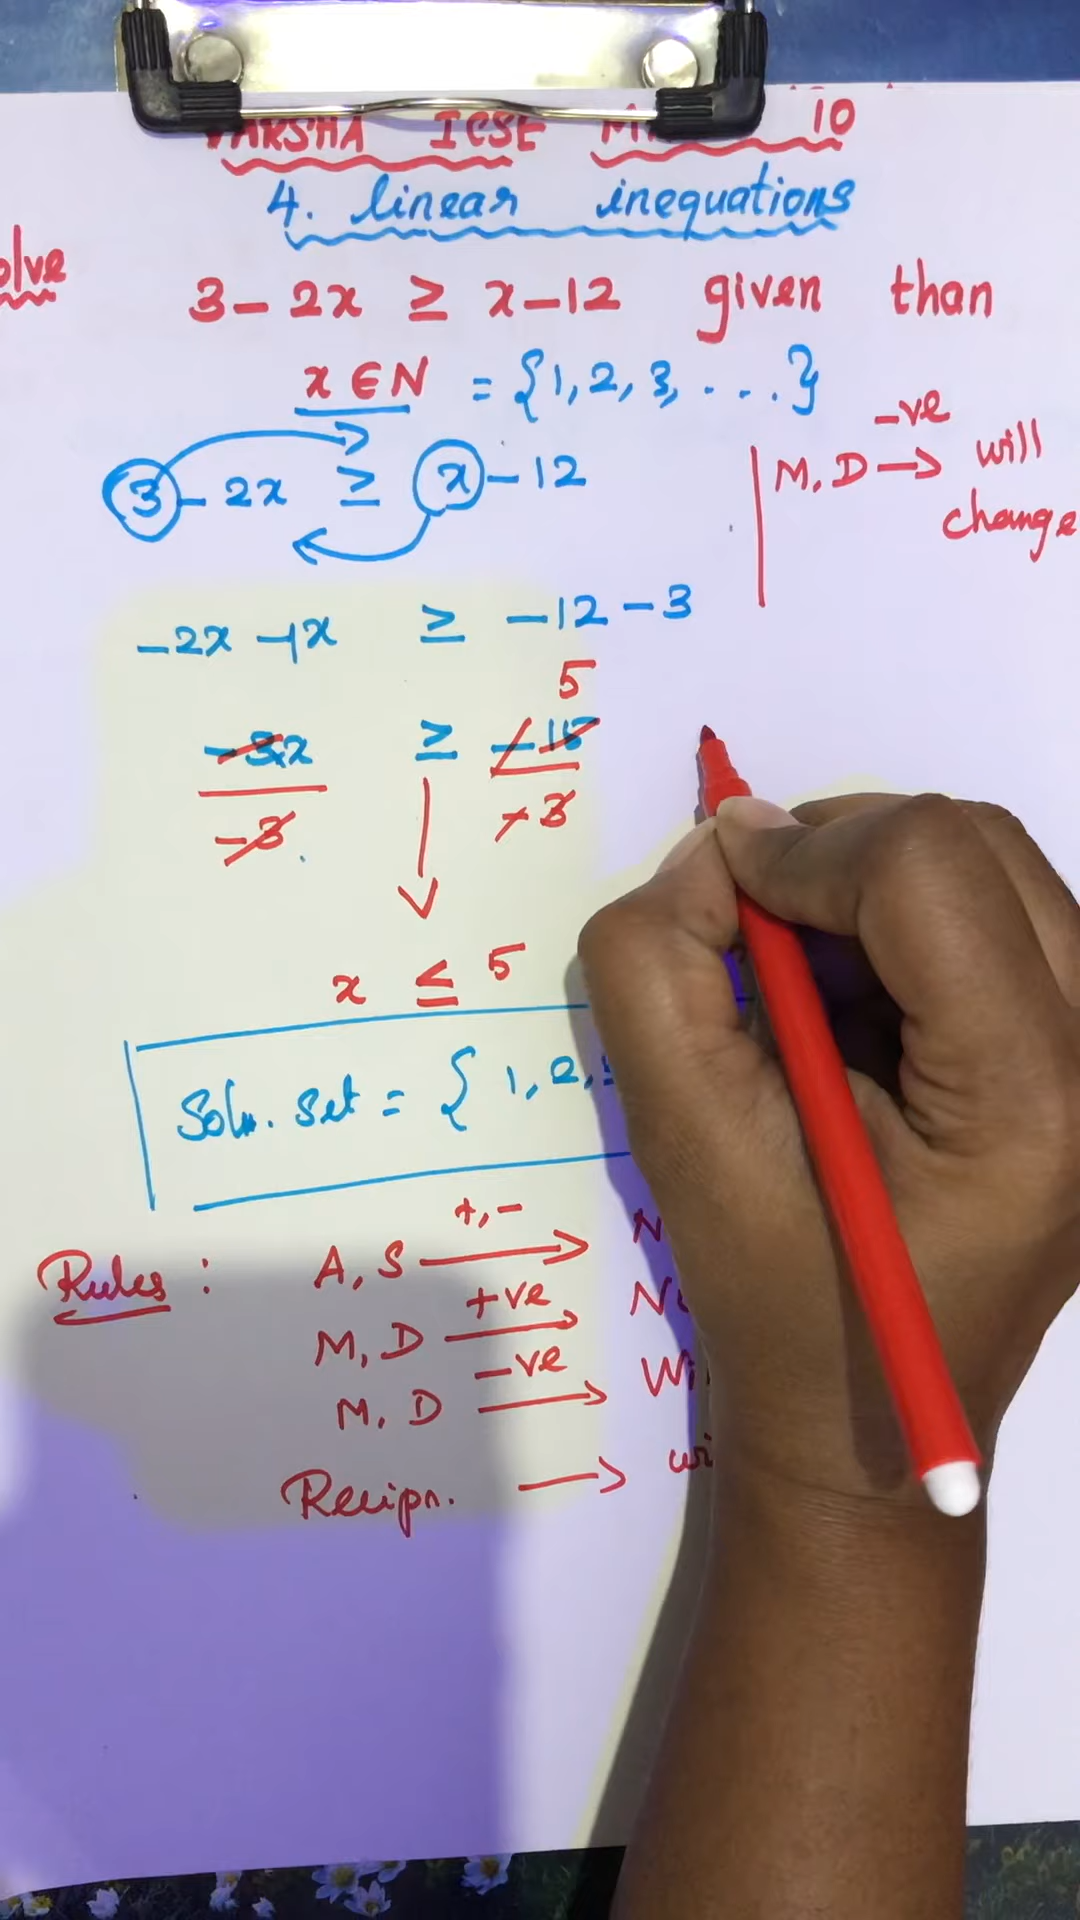 ICSE 10
4. linear inequations
3 - 2x ≥ x - 12 given than
x ∈ N = {1, 2, 3, ...}
3 - 2x ≥ x - 12
M, D -ve → will change
-2x - 1x ≥ -12 - 3
5
-3x ≥ -15
-3 -3
x ≤ 5
Soln. Set = { 1, 2,
Rules : A, S +,- →
M, D +ve →
M, D -ve →
Recipr. →